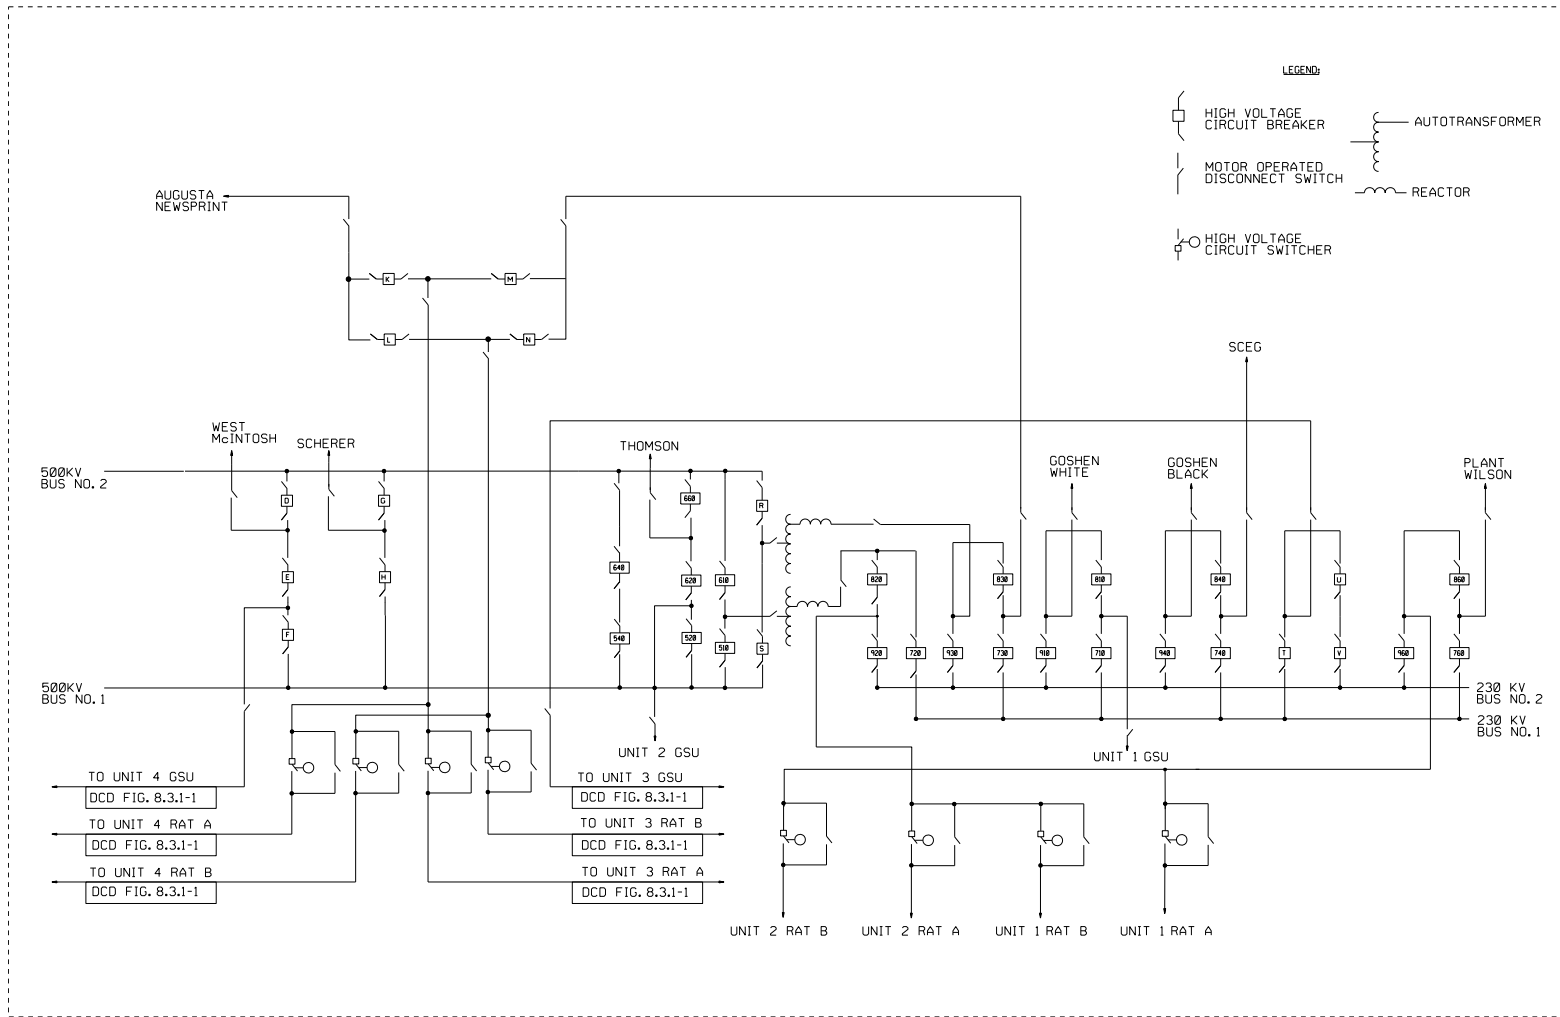 LEGEND:
HIGH VOLTAGE
CIRCUIT BREAKER
AUTOTRANSFORMER
MOTOR OPERATED
DISCONNECT SWITCH
REACTOR
HIGH VOLTAGE
CIRCUIT SWITCHER
AUGUSTA
NEWSPRINT
K
M
L
N
SCEG
WEST
McINTOSH
SCHERER
THOMSON
GOSHEN
WHITE
GOSHEN
BLACK
PLANT
WILSON
500KV
BUS NO. 2
D
G
660
R
E
H
640
620
610
820
830
810
840
U
860
F
540
520
510
S
920
720
930
730
910
710
940
740
T
V
960
760
500KV
BUS NO. 1
230 KV
BUS NO. 2
230 KV
BUS NO. 1
UNIT 2 GSU
UNIT 1 GSU
TO UNIT 4 GSU
DCD FIG. 8.3.1-1
TO UNIT 3 GSU
DCD FIG. 8.3.1-1
TO UNIT 4 RAT A
DCD FIG. 8.3.1-1
TO UNIT 3 RAT B
DCD FIG. 8.3.1-1
TO UNIT 4 RAT B
DCD FIG. 8.3.1-1
TO UNIT 3 RAT A
DCD FIG. 8.3.1-1
UNIT 2 RAT B
UNIT 2 RAT A
UNIT 1 RAT B
UNIT 1 RAT A